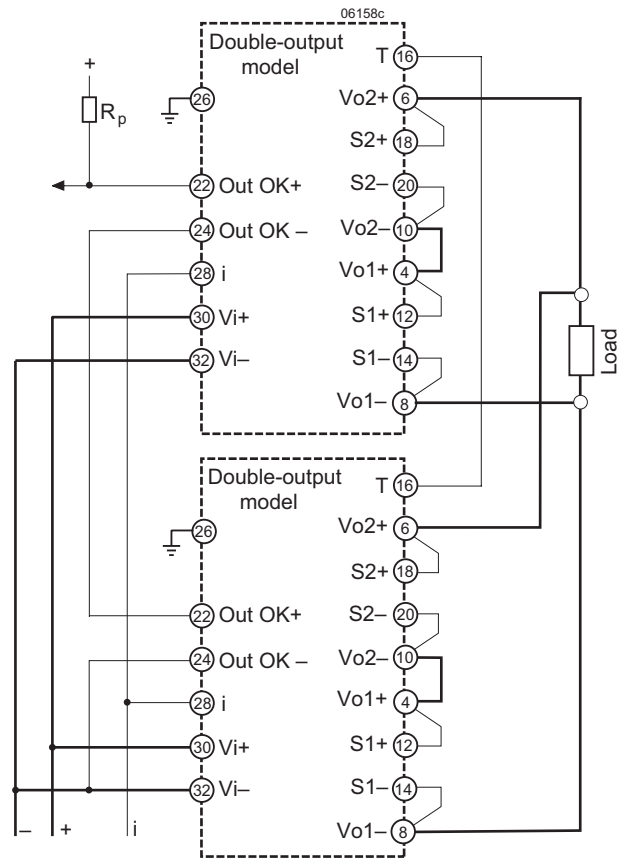 06158c
Double-output
model
T 16
+
Vo2+ 6
26
Rp
S2+ 18
22 Out OK+
S2– 20
24 Out OK –
Vo2– 10
28 i
Vo1+ 4
30 Vi+
S1+ 12
32 Vi–
S1– 14
Load
Vo1– 8
Double-output
model
T 16
26
Vo2+ 6
S2+ 18
22 Out OK+
S2– 20
24 Out OK –
Vo2– 10
28 i
Vo1+ 4
30 Vi+
S1+ 12
32 Vi–
S1– 14
– + i
Vo1– 8